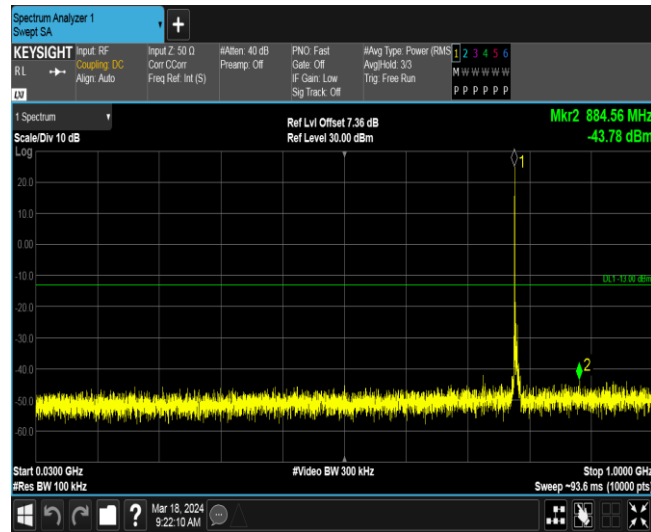 Spectrum Analyzer 1
Swept SA
+
KEYSIGHT
RL
LXI
Input: RF
Coupling: DC
Align: Auto
Input Z: 50 Ω
Corr CCorr
Freq Ref: Int (S)
#Atten: 40 dB
Preamp: Off
PNO: Fast
Gate: Off
IF Gain: Low
Sig Track: Off
#Avg Type: Power (RMS
Avg|Hold: 3/3
Trig: Free Run
1 2 3 4 5 6
M W W W W W
P P P P P P
1 Spectrum
Scale/Div 10 dB
Ref Lvl Offset 7.36 dB
Ref Level 30.00 dBm
Mkr2 884.56 MHz
-43.78 dBm
Log
1
20.0
10.0
0.00
-10.0
DL1 -13.00 dBm
-20.0
-30.0
-40.0
2
-50.0
-60.0
Start 0.0300 GHz
#Res BW 100 kHz
#Video BW 300 kHz
Stop 1.0000 GHz
Sweep ~93.6 ms (10000 pts)
?
Mar 18, 2024
9:22:10 AM